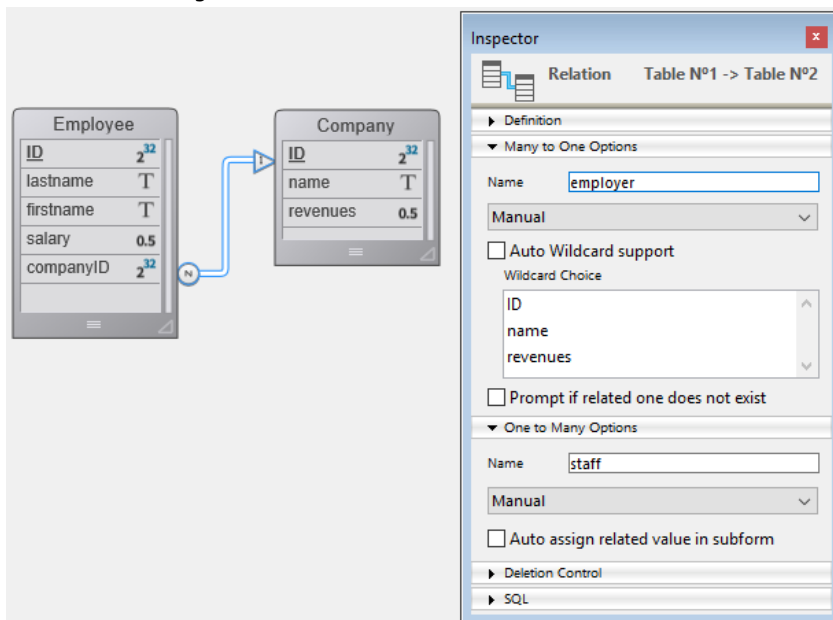 Employee
ID 2³²
lastname T
firstname T
salary 0.5
companyID 2³²
N
1
Company
ID 2³²
name T
revenues 0.5
Inspector x
Relation Table Nº1 -> Table Nº2
Definition
Many to One Options
Name employer
Manual
Auto Wildcard support
Wildcard Choice
ID
name
revenues
Prompt if related one does not exist
One to Many Options
Name staff
Manual
Auto assign related value in subform
Deletion Control
SQL